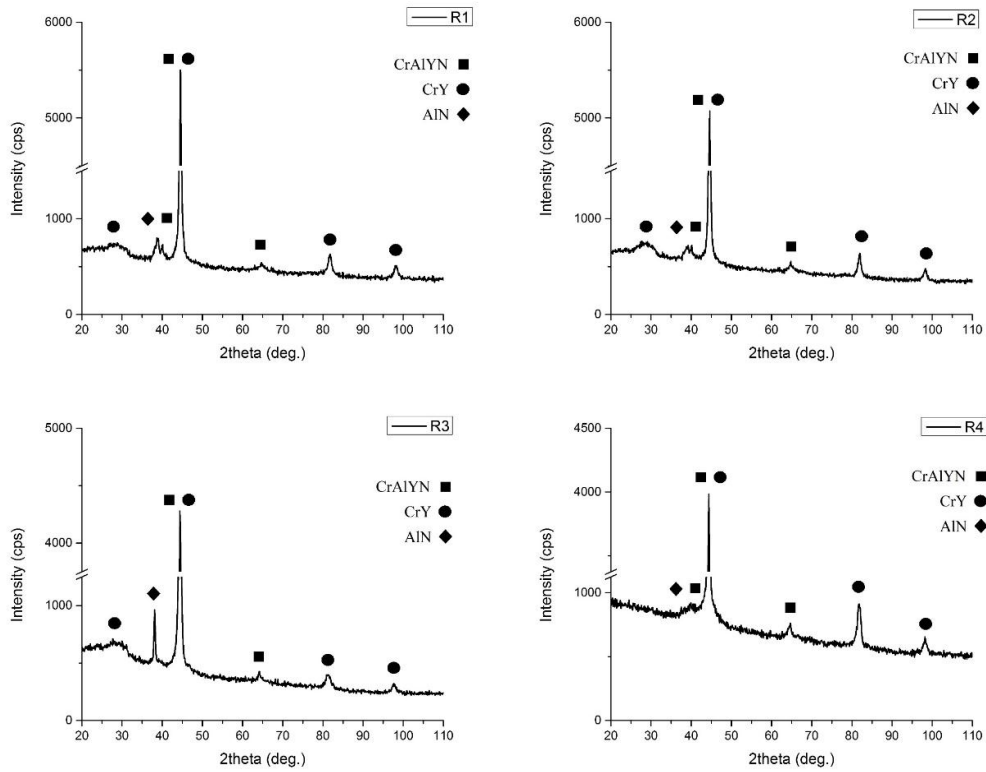 R1
CrAlYN
CrY
AlN
6000
5000
1000
0
Intensity (cps)
20 30 40 50 60 70 80 90 100 110
2theta (deg.)
R2
CrAlYN
CrY
AlN
6000
5000
1000
0
Intensity (cps)
20 30 40 50 60 70 80 90 100 110
2theta (deg.)
R3
CrAlYN
CrY
AlN
5000
4000
1000
0
Intensity (cps)
20 30 40 50 60 70 80 90 100 110
2theta (deg.)
R4
CrAlYN
CrY
AlN
4500
4000
1000
0
Intensity (cps)
20 30 40 50 60 70 80 90 100 110
2theta (deg.)